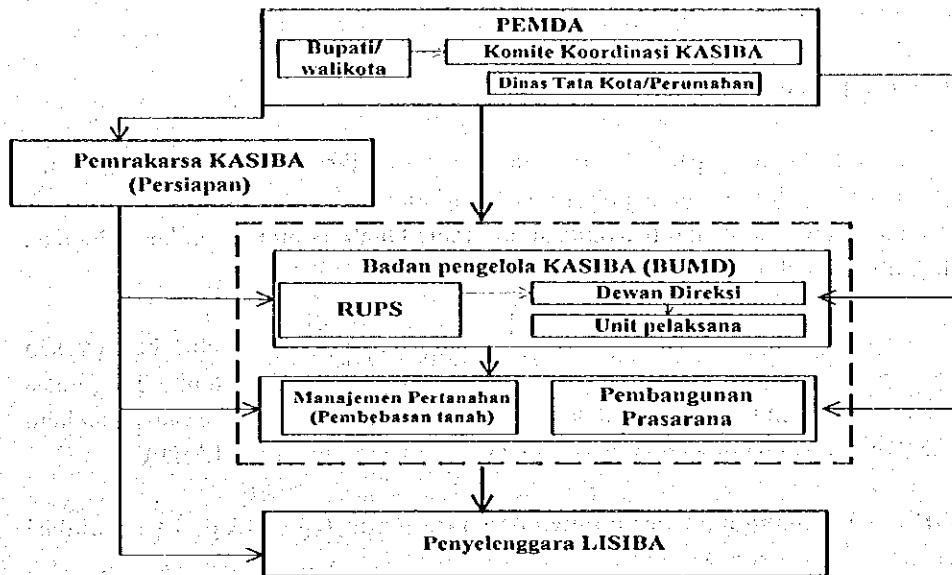 PEMDA
Bupati/
walikota
Komite Koordinasi KASIBA
Dinas Tata Kota/Perumahan
Pemrakarsa KASIBA
(Persiapan)
Badan pengelola KASIBA (BUMD)
RUPS
Dewan Direksi
Unit pelaksana
Manajemen Pertanahan
(Pembebasan tanah)
Pembangunan
Prasarana
Penyelenggara LISIBA